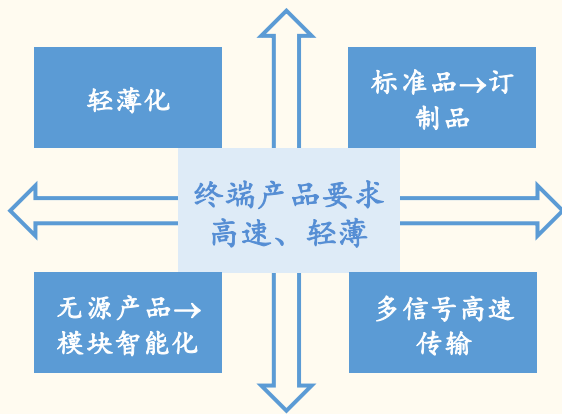 轻薄化
标准品→订
制品
终端产品要求
高速、轻薄
无源产品→
模块智能化
多信号高速
传输